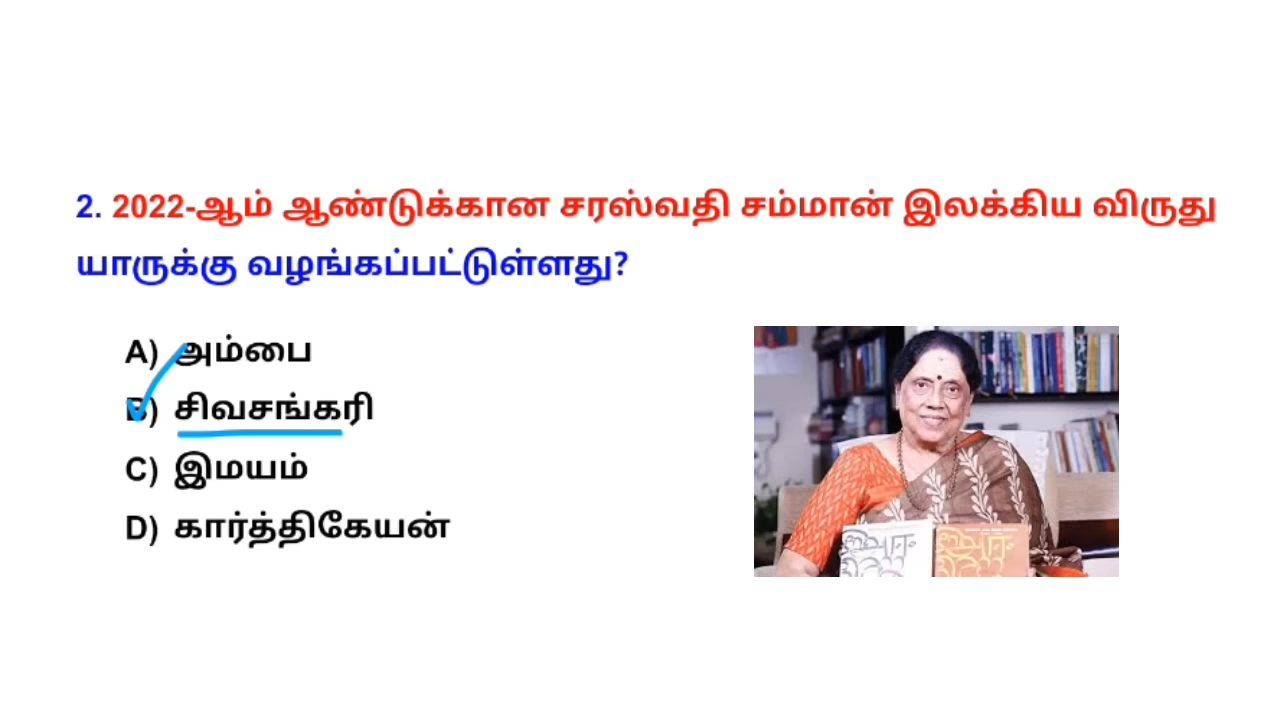 2. 2022-ஆம் ஆண்டுக்கான சரஸ்வதி சம்மான் இலக்கிய விருது
யாருக்கு வழங்கப்பட்டுள்ளது?
A) அம்பை
B) சிவசங்கரி
C) இமயம்
D) கார்த்திகேயன்